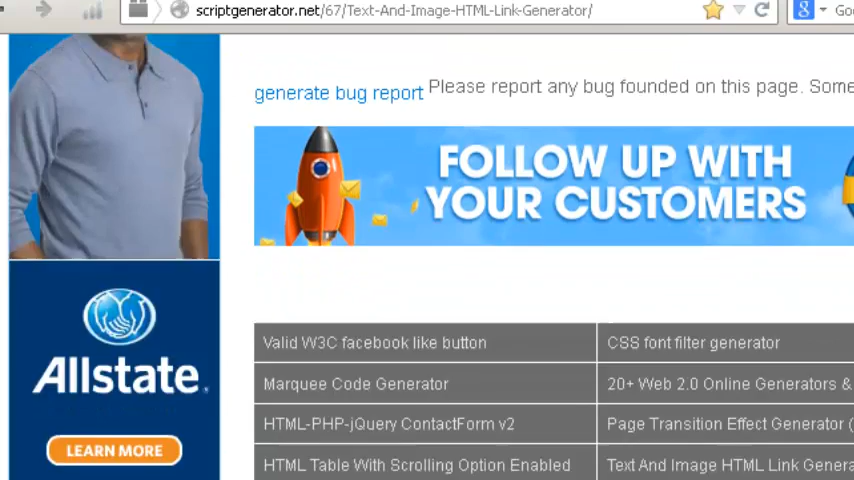 scriptgenerator.net/67/Text-And-Image-HTML-Link-Generator/
generate bug report Please report any bug founded on this page. Some
FOLLOW UP WITH
YOUR CUSTOMERS
Allstate.
LEARN MORE
Valid W3C facebook like button
CSS font filter generator
Marquee Code Generator
20+ Web 2.0 Online Generators &
HTML-PHP-jQuery ContactForm v2
Page Transition Effect Generator (
HTML Table With Scrolling Option Enabled
Text And Image HTML Link Genera